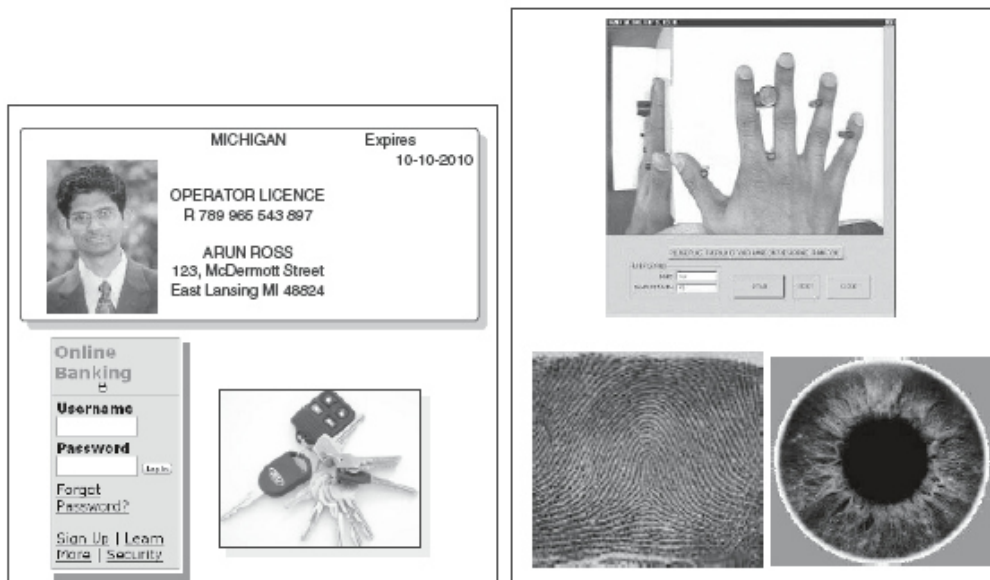 MICHIGAN
Expires
10-10-2010
OPERATOR LICENCE
R 789 965 543 897
ARUN ROSS
123, McDermott Street
East Lansing MI 48824
Online
Banking
Username
Password
Log In
Forgot
Password?
Sign Up | Learn
More | Security